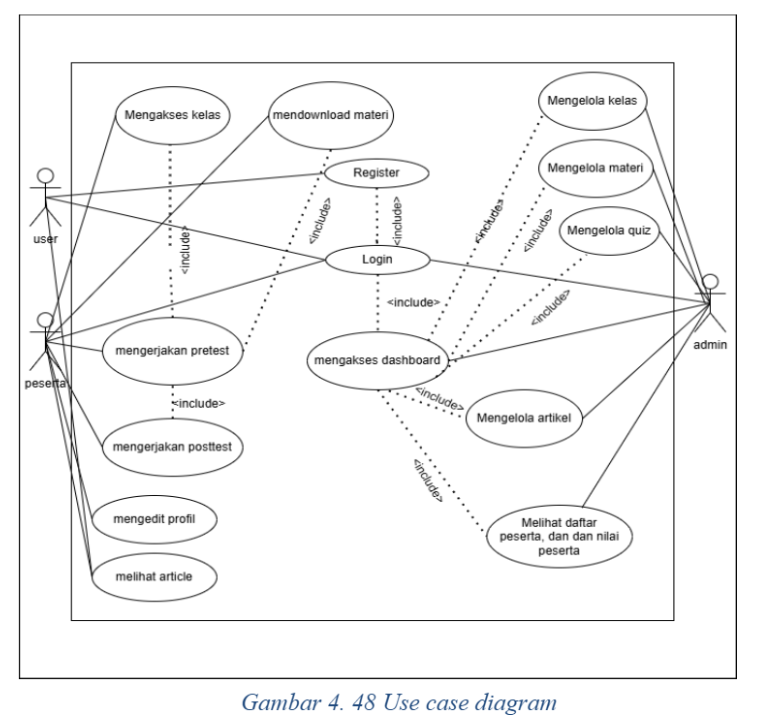 Mengakses kelas
mendownload materi
Mengelola kelas
<include>
Register
Mengelola materi
<include>
<include>
<include>
<include>
<include>
Mengelola quiz
user
Login
<include>
<include>
admin
mengerjakan pretest
mengakses dashboard
peserta
<include>
<include>
Mengelola artikel
mengerjakan posttest
<include>
mengedit profil
Melihat daftar
peserta, dan dan nilai
peserta
melihat article
Gambar 4. 48 Use case diagram